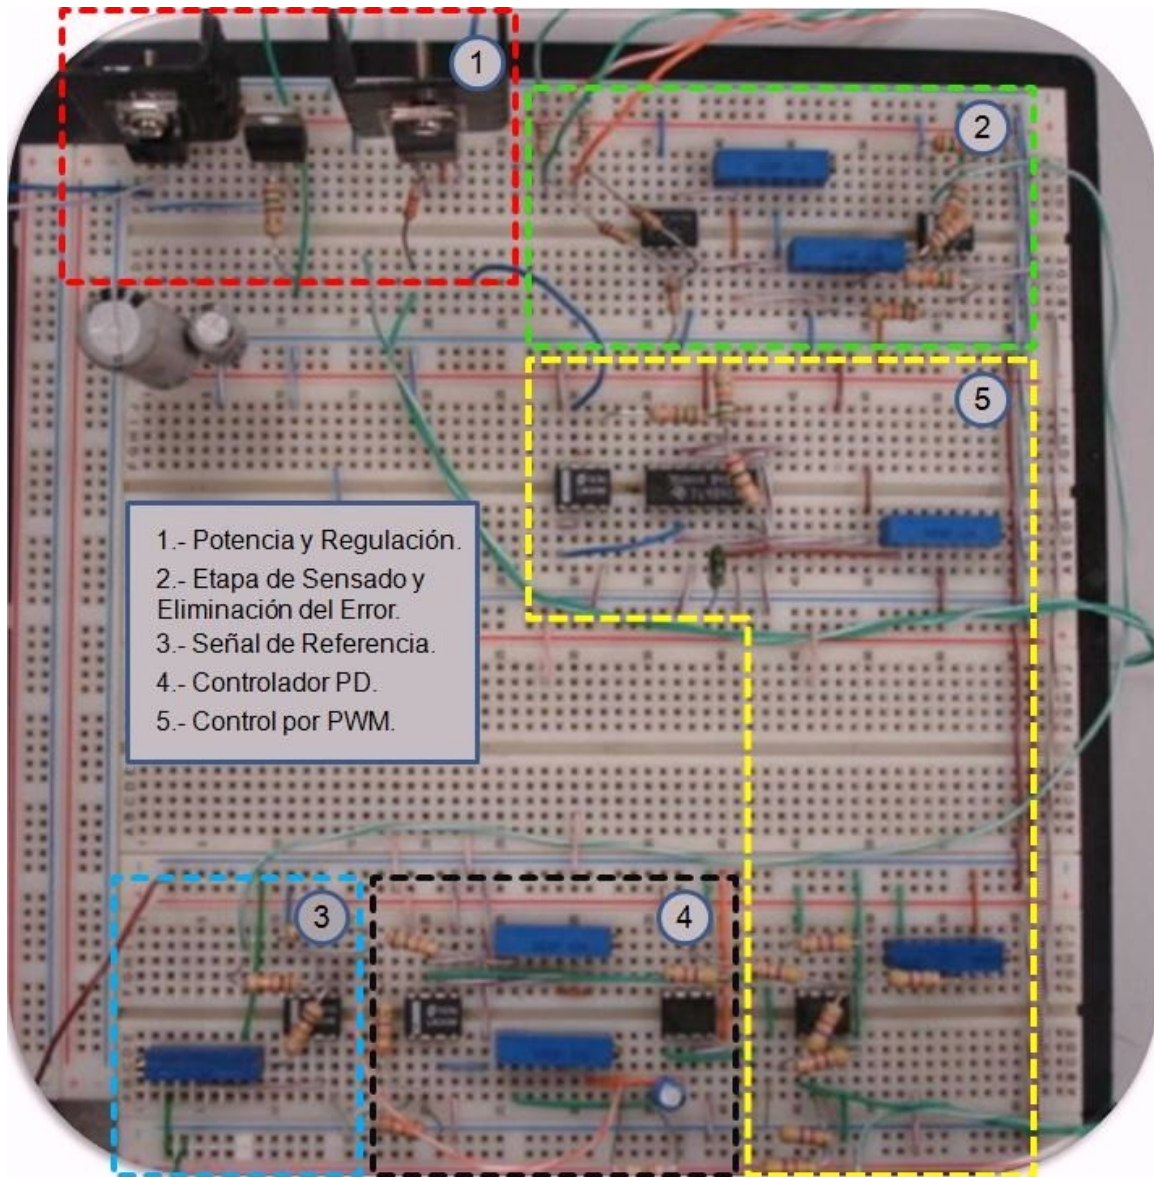 1
2
5
1.- Potencia y Regulación.
2.- Etapa de Sensado y
Eliminación del Error.
3.- Señal de Referencia.
4.- Controlador PD.
5.- Control por PWM.
3
4